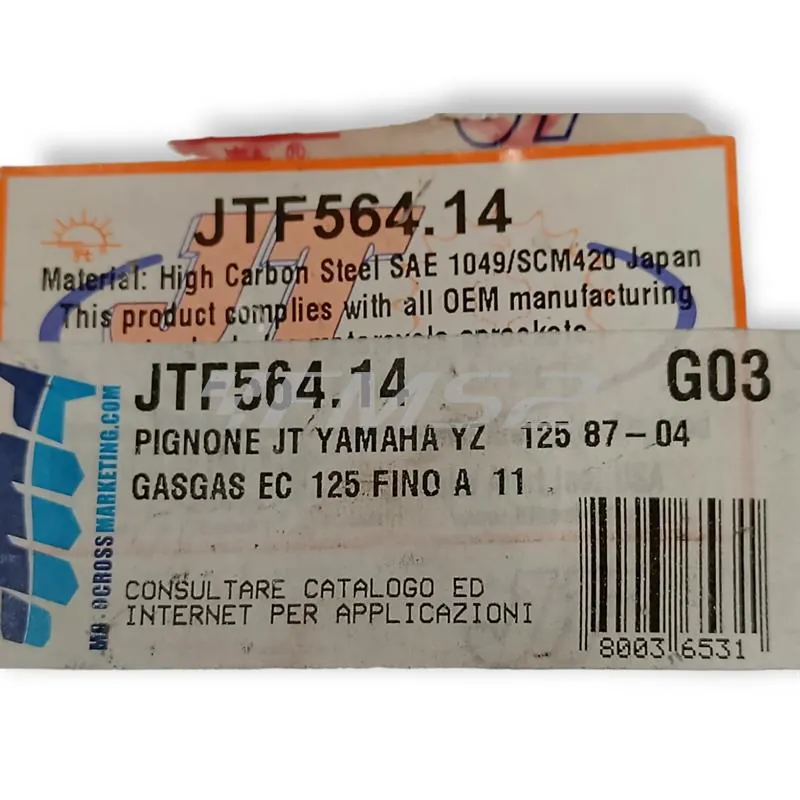 JTF564.14
Material: High Carbon Steel SAE 1049/SCM420 Japan
This product complies with all OEM manufacturing
JTF564.14 G03
PIGNONE JT YAMAHA YZ 125 87-04
GASGAS EC 125 FINO A 11
CONSULTARE CATALOGO ED
INTERNET PER APPLICAZIONI
80036531